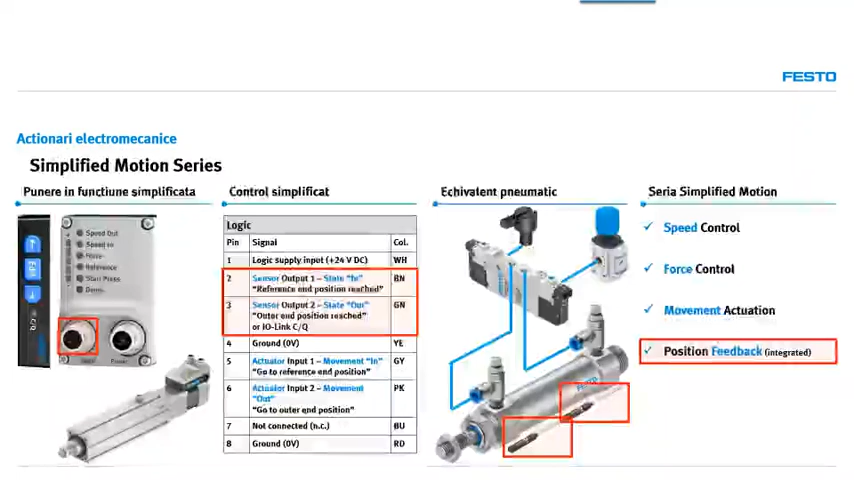 FESTO
Actionari electromecanice
Simplified Motion Series
Punere in functiune simplificata
Control simplificat
Echivalent pneumatic
Seria Simplified Motion
Speed Out
Speed In
Force
Reference
Start Press
Demo
Edit
Logic
Pin Signal Col.
1 Logic supply input (+24 V DC) WH
2 Sensor Output 1 – State "In" BN
"Reference end position reached"
3 Sensor Output 2 – State "Out" GN
"Outer end position reached"
or IO-Link C/Q
4 Ground (0V) YE
5 Actuator Input 1 – Movement "In" GY
"Go to reference end position"
6 Actuator Input 2 – Movement PK
"Out"
"Go to outer end position"
7 Not connected (n.c.) BU
8 Ground (0V) RD
FESTO
✓ Speed Control
✓ Force Control
✓ Movement Actuation
✓ Position Feedback (integrated)